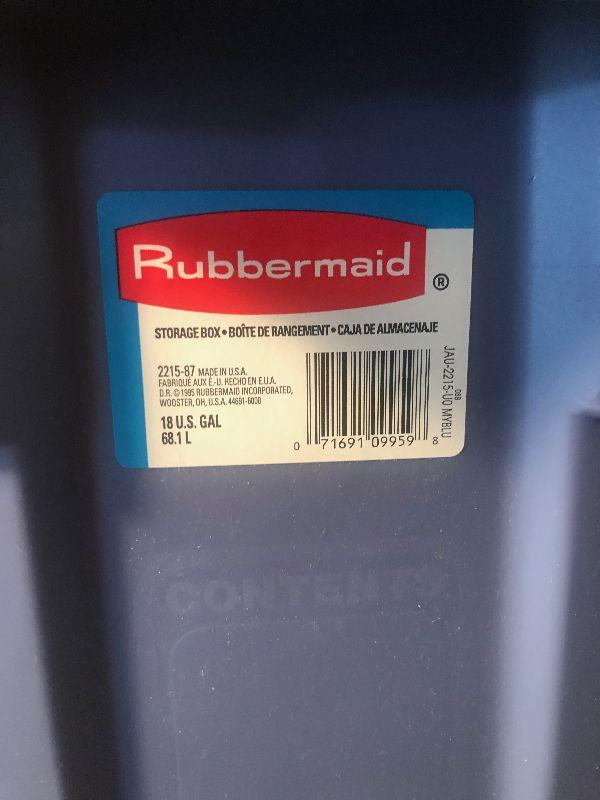 Rubbermaid ®
STORAGE BOX • BOÎTE DE RANGEMENT • CAJA DE ALMACENAJE
2215-87 MADE IN U.S.A.
FABRIQUÉ AUX É.-U. HECHO EN E.U.A.
D.R. © 1995 RUBBERMAID INCORPORATED,
WOOSTER, OH, U.S.A. 44691-6000
18 U.S. GAL
68.1 L
0 71691 09959 8
JAU-2215-U0 MYBLU
CONTENTS